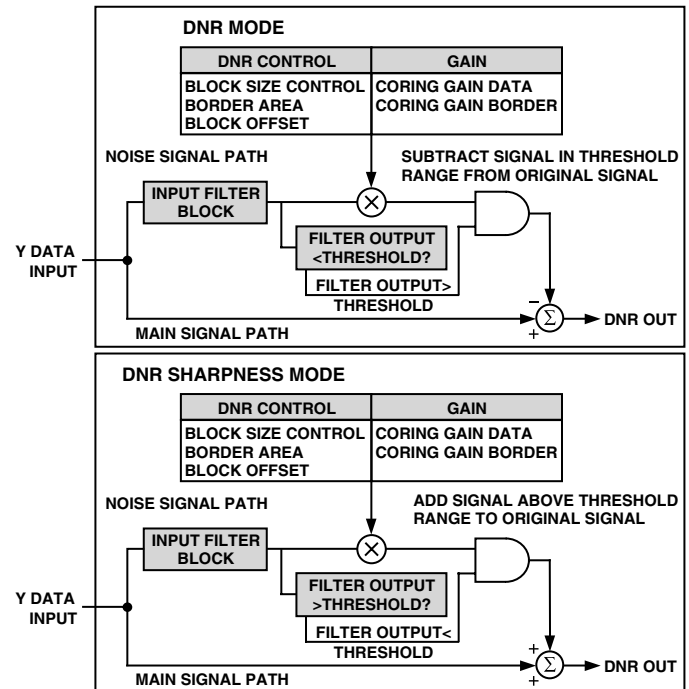 DNR MODE
DNR CONTROL
GAIN
BLOCK SIZE CONTROL
BORDER AREA
BLOCK OFFSET
CORING GAIN DATA
CORING GAIN BORDER
NOISE SIGNAL PATH
SUBTRACT SIGNAL IN THRESHOLD
RANGE FROM ORIGINAL SIGNAL
INPUT FILTER
BLOCK
×
FILTER OUTPUT
<THRESHOLD?
Y DATA
INPUT
FILTER OUTPUT>
THRESHOLD
MAIN SIGNAL PATH
−
+
Σ
DNR OUT
DNR SHARPNESS MODE
DNR CONTROL
GAIN
BLOCK SIZE CONTROL
BORDER AREA
BLOCK OFFSET
CORING GAIN DATA
CORING GAIN BORDER
NOISE SIGNAL PATH
ADD SIGNAL ABOVE THRESHOLD
RANGE TO ORIGINAL SIGNAL
INPUT FILTER
BLOCK
×
FILTER OUTPUT
>THRESHOLD?
Y DATA
INPUT
FILTER OUTPUT<
THRESHOLD
MAIN SIGNAL PATH
+
+
Σ
DNR OUT